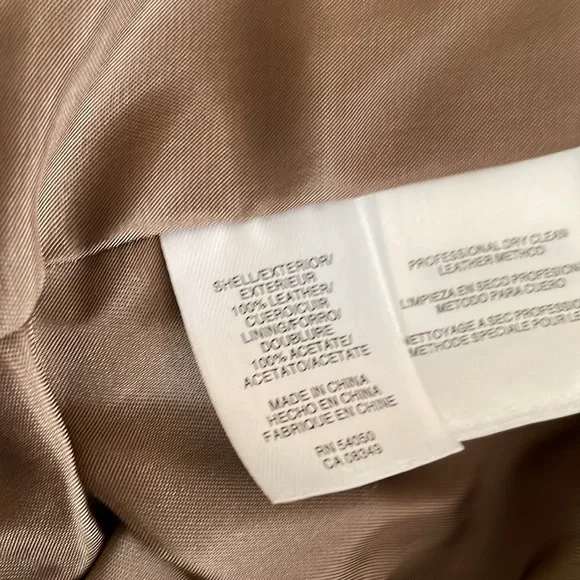 SHELL/EXTERIOR/
EXTERIEUR
100% LEATHER/
CUERO/CUIR
LINING/FORRO/
DOUBLURE
100% ACETATE/
ACETATO/ACETATE
MADE IN CHINA
HECHO EN CHINA
FABRIQUE EN CHINE
RN 54050
CA 08349
PROFESSIONAL DRY CLEAN
LEATHER METHOD
LIMPIEZA EN SECO PROFESION
METODO PARA CUERO
NETTOYAGE A SEC PROFESSION
METHODE SPECIALE POUR LE